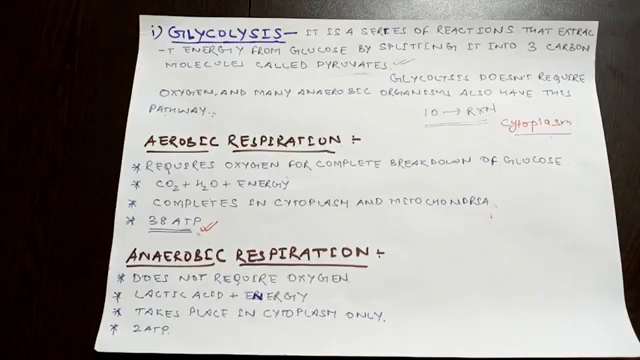 i) GLYCOLYSIS- IT IS A SERIES OF REACTIONS THAT EXTRAC
-T ENERGY FROM GLUCOSE BY SPLITTING IT INTO 3 CARBON
MOLECULES CALLED PYRUVATES
GLYCOLYSIS DOESN'T REQUIRE
OXYGEN, AND MANY ANAEROBIC ORGANISMS ALSO HAVE THIS
PATHWAY.
10 → RXN
Cytoplasm
AEROBIC RESPIRATION :-
* REQUIRES OXYGEN FOR COMPLETE BREAKDOWN OF GLUCOSE
* CO2 + H2O + ENERGY
* COMPLETES IN CYTOPLASM AND MITOCHONDRIA.
* 38 ATP
ANAEROBIC RESPIRATION :-
* DOES NOT REQUIRE OXYGEN
* LACTIC ACID + ENERGY
* TAKES PLACE IN CYTOPLASM ONLY.
* 2 ATP.